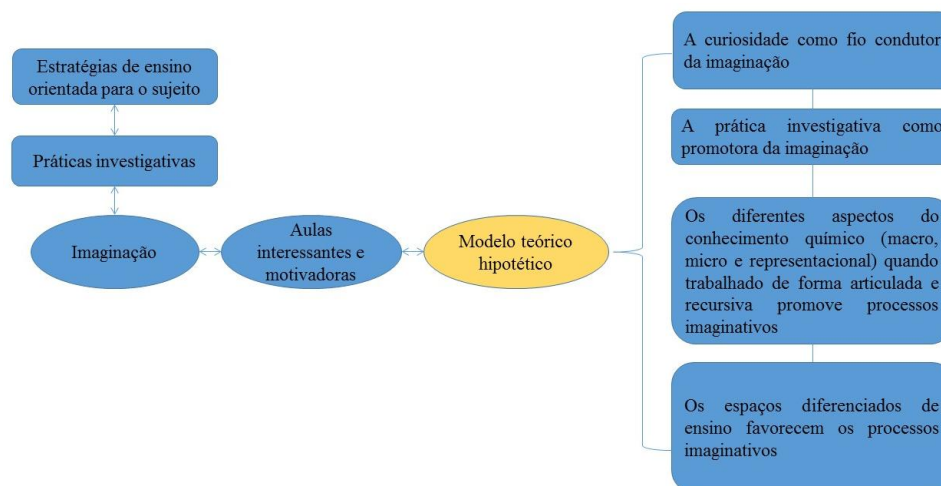 Estratégias de ensino
orientada para o sujeito
Práticas investigativas
Imaginação
Aulas
interessantes e
motivadoras
Modelo teórico
hipotético
A curiosidade como fio condutor
da imaginação
A prática investigativa como
promotora da imaginação
Os diferentes aspectos do
conhecimento químico (macro,
micro e representacional) quando
trabalhado de forma articulada e
recursiva promove processos
imaginativos
Os espaços diferenciados de
ensino favorecem os processos
imaginativos